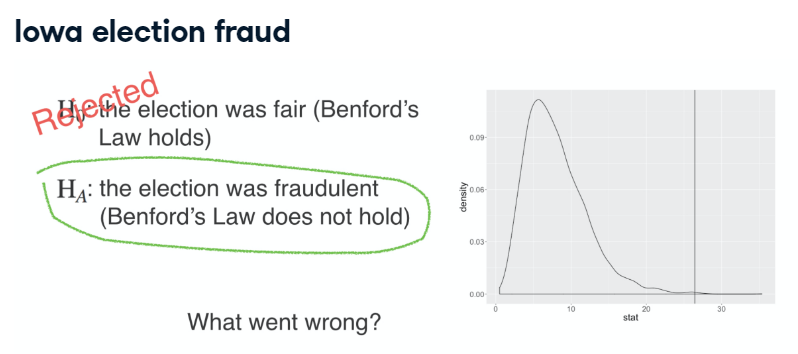 Iowa election fraud
Rejected
H₀: the election was fair (Benford's
Law holds)
H_A: the election was fraudulent
(Benford's Law does not hold)
What went wrong?
density
0.09
0.06
0.03
0.00
0 10 20 30
stat